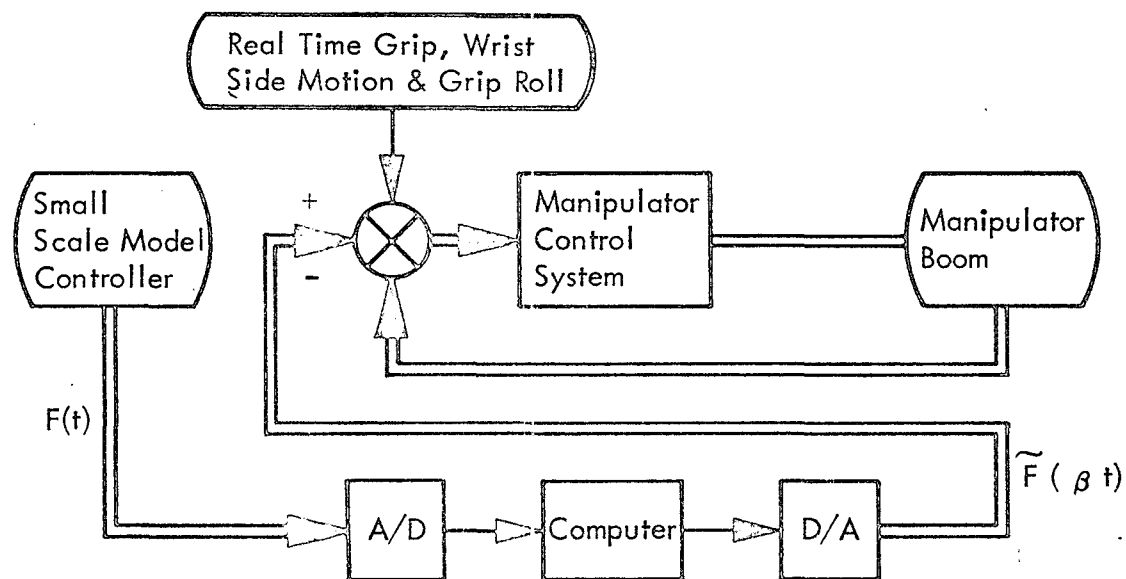 Real Time Grip, Wrist
Side Motion & Grip Roll
Small
Scale Model
Controller
+
-
Manipulator
Control
System
Manipulator
Boom
F(t)
F̃ ( β t)
A/D
Computer
D/A